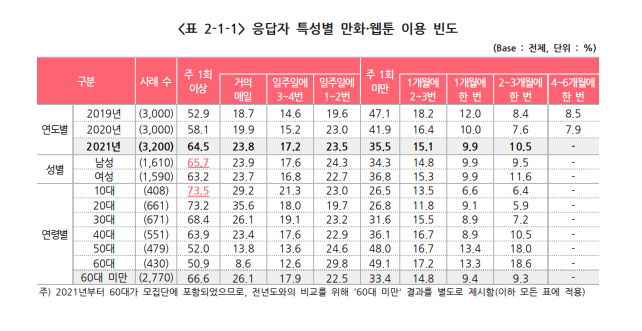 <표 2-1-1> 응답자 특성별 만화·웹툰 이용 빈도
(Base : 전체, 단위 : %)
구분 사례 수 주 1회 이상 거의 매일 일주일에 3~4번 일주일에 1~2번 주 1회 미만 1개월에 2~3번 1개월에 한 번 2~3개월에 한 번 4~6개월에 한 번
연도별 2019년 (3,000) 52.9 18.7 14.6 19.6 47.1 18.2 12.0 8.4 8.5
2020년 (3,000) 58.1 19.9 15.2 23.0 41.9 16.4 10.0 7.6 7.9
2021년 (3,200) 64.5 23.8 17.2 23.5 35.5 15.1 9.9 10.5 -
성별 남성 (1,610) 65.7 23.9 17.6 24.3 34.3 14.8 9.9 9.5 -
여성 (1,590) 63.2 23.7 16.8 22.7 36.8 15.3 9.9 11.6 -
연령별 10대 (408) 73.5 29.2 21.3 23.0 26.5 13.5 6.6 6.4 -
20대 (661) 73.2 35.6 18.0 19.7 26.8 11.8 9.1 5.9 -
30대 (671) 68.4 26.1 19.1 23.2 31.6 15.5 8.9 7.2 -
40대 (551) 63.9 23.4 17.6 22.9 36.1 16.7 8.9 10.5 -
50대 (479) 52.0 13.8 13.6 24.6 48.0 16.7 13.4 18.0 -
60대 (430) 50.9 8.6 12.6 29.8 49.1 17.2 13.3 18.6 -
60대 미만 (2,770) 66.6 26.1 17.9 22.5 33.4 14.8 9.4 9.3 -
주) 2021년부터 60대가 모집단에 포함되었으므로, 전년도와의 비교를 위해 '60대 미만' 결과를 별도로 제시함(이하 모든 표에 적용)